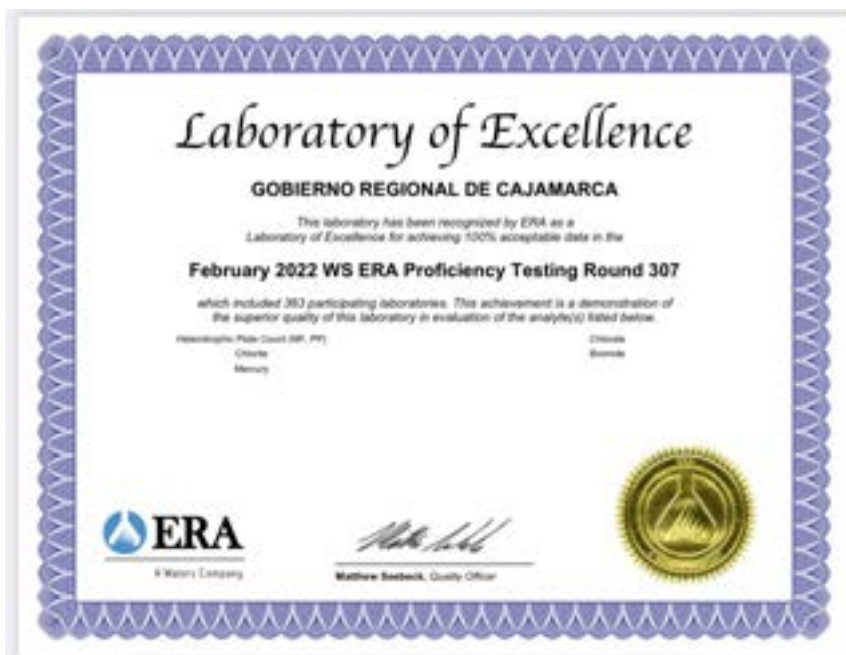 Laboratory of Excellence
GOBIERNO REGIONAL DE CAJAMARCA
This laboratory has been recognized by ERA as a
Laboratory of Excellence for achieving 100% acceptable data in the
February 2022 WS ERA Proficiency Testing Round 307
which included 363 participating laboratories. This achievement is a demonstration of
the superior quality of this laboratory in evaluation of the analyte(s) listed below.
Heterotrophic Plate Count (MF, PP)
Chlorite
Mercury
Bromide
ERA
A Waters Company
Matthew Seebeck, Quality Officer